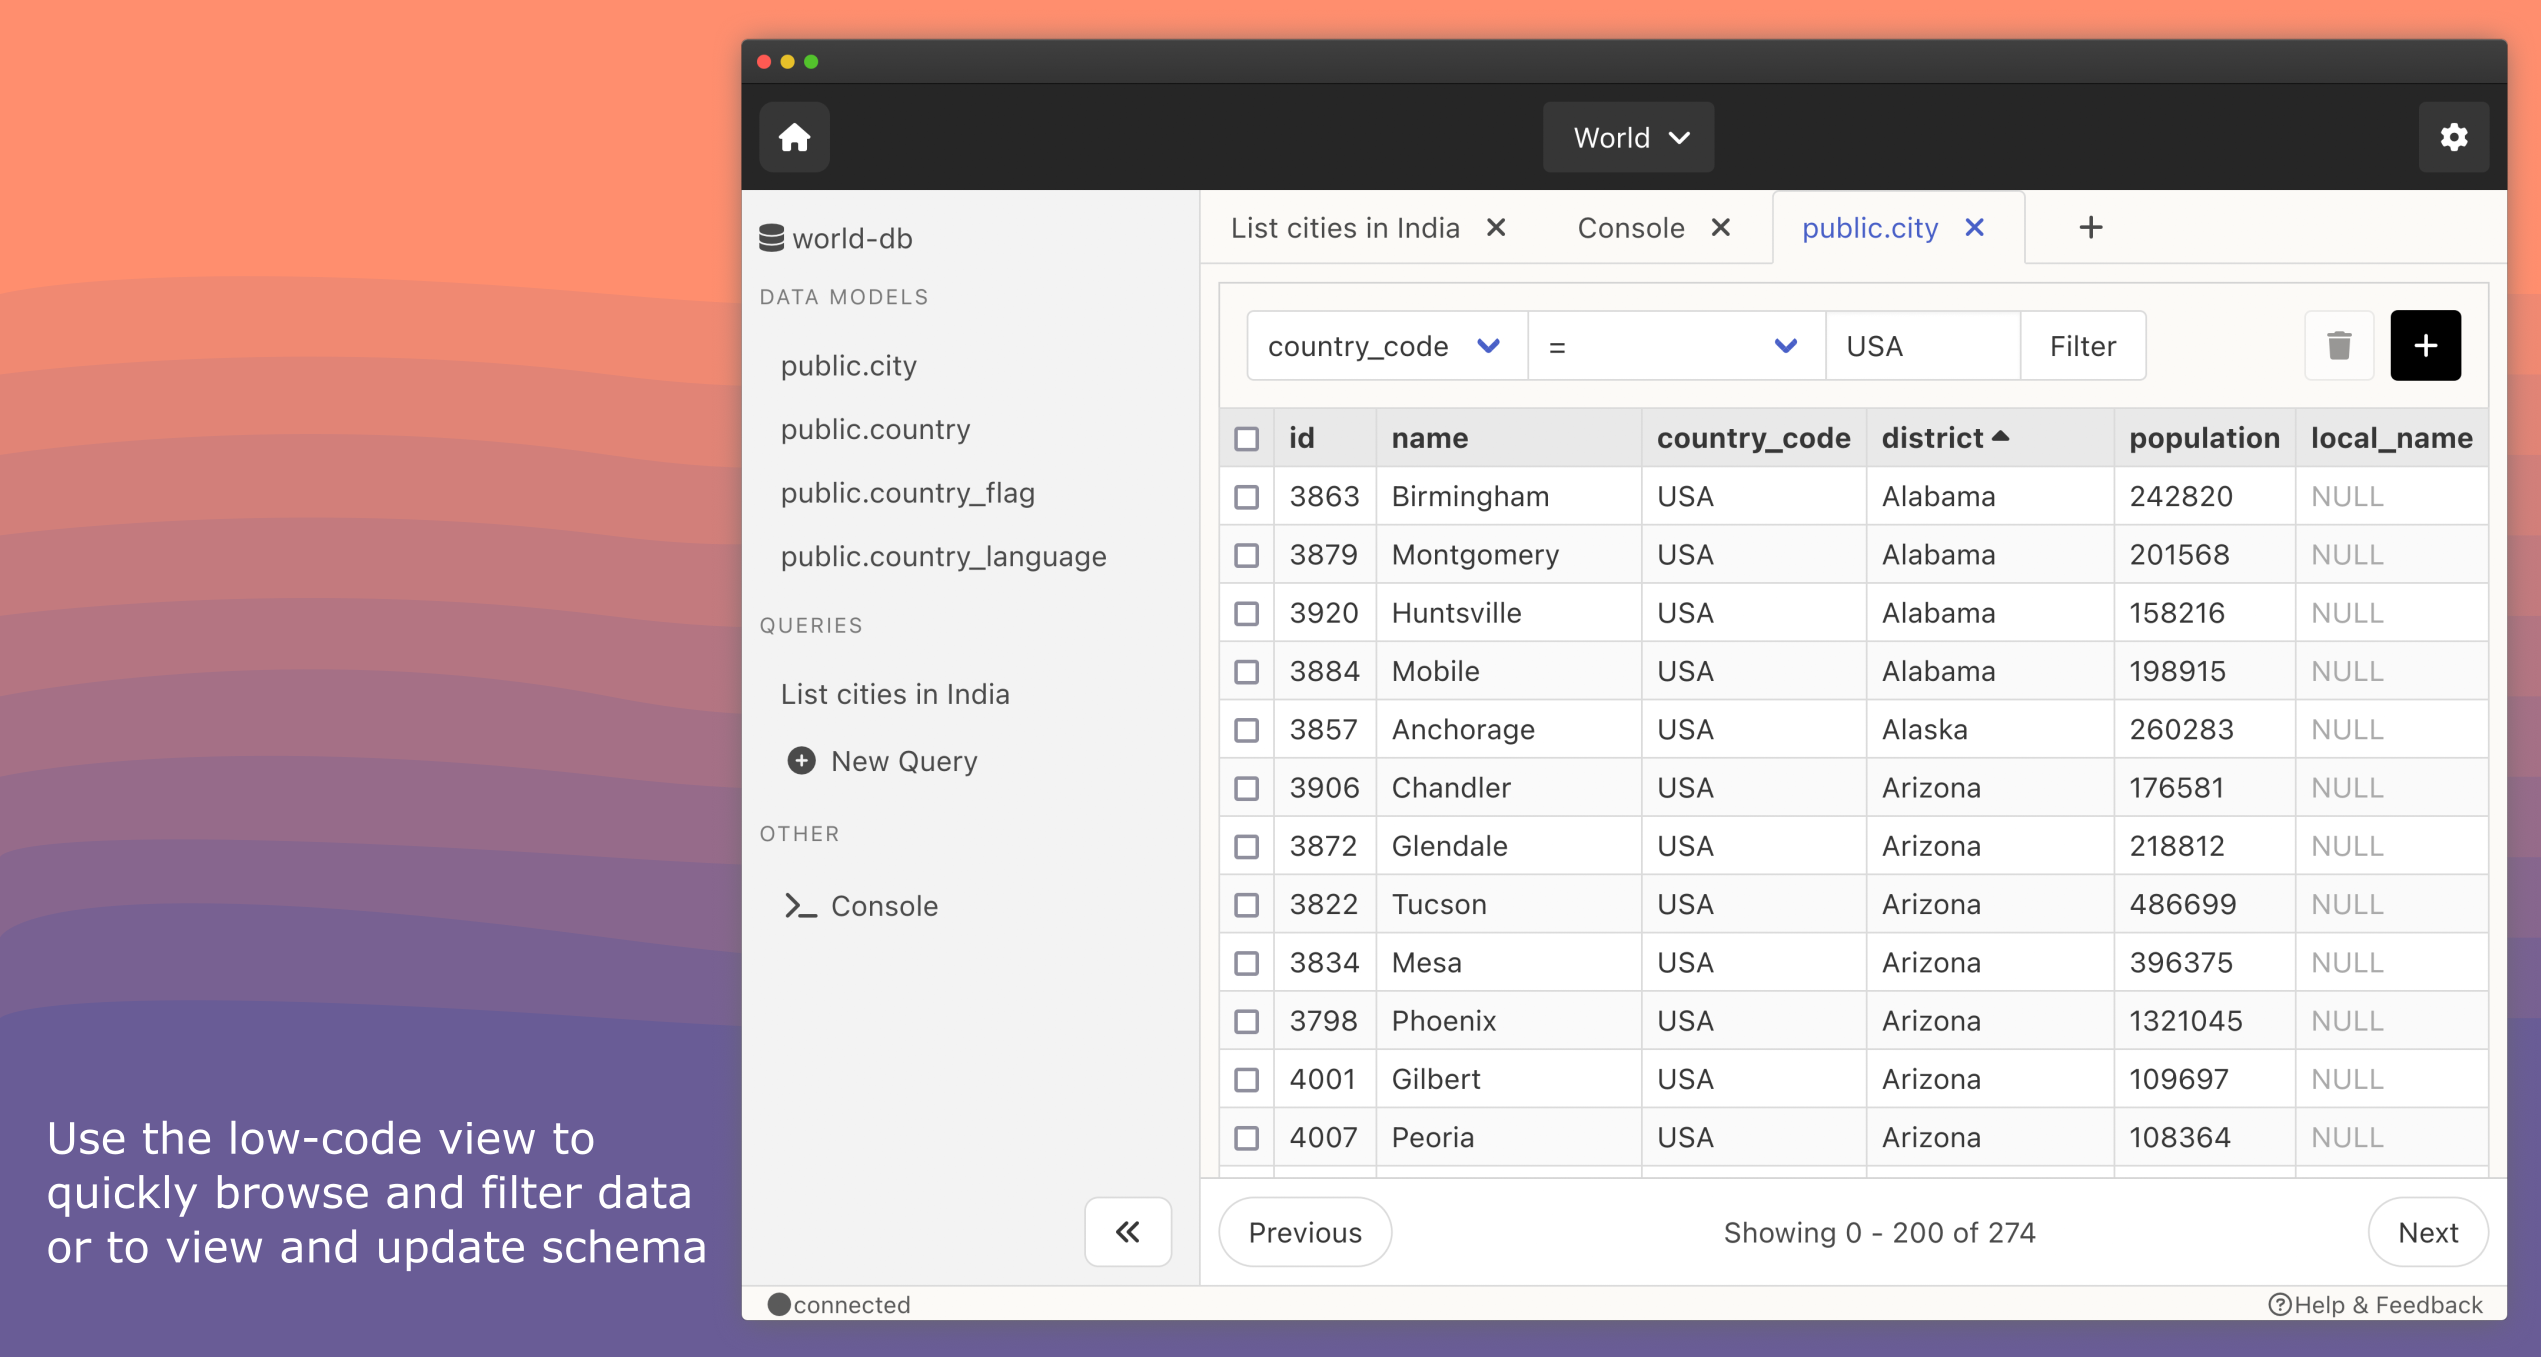 World
world-db
DATA MODELS
public.city
public.country
public.country_flag
public.country_language
QUERIES
List cities in India
New Query
OTHER
Console
List cities in India Console public.city
country_code = USA Filter
id name country_code district population local_name
3863 Birmingham USA Alabama 242820 NULL
3879 Montgomery USA Alabama 201568 NULL
3920 Huntsville USA Alabama 158216 NULL
3884 Mobile USA Alabama 198915 NULL
3857 Anchorage USA Alaska 260283 NULL
3906 Chandler USA Arizona 176581 NULL
3872 Glendale USA Arizona 218812 NULL
3822 Tucson USA Arizona 486699 NULL
3834 Mesa USA Arizona 396375 NULL
3798 Phoenix USA Arizona 1321045 NULL
4001 Gilbert USA Arizona 109697 NULL
4007 Peoria USA Arizona 108364 NULL
Previous Showing 0 - 200 of 274 Next
connected
Help & Feedback
Use the low-code view to
quickly browse and filter data
or to view and update schema